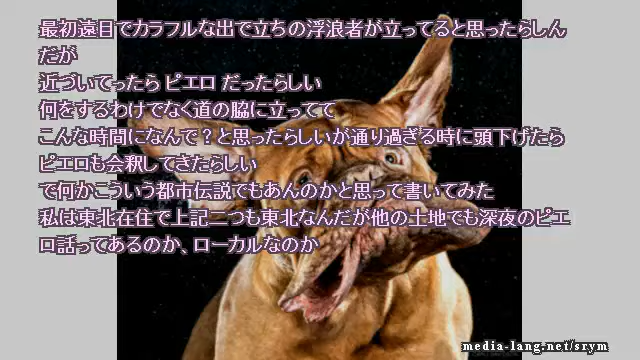 最初遠目でカラフルな出で立ちの浮浪者が立ってると思ったらしん
だが
近づいてったら ピエロ だったらしい
何をするわけでなく道の脇に立ってて
こんな時間になんで？と思ったらしいが通り過ぎる時に頭下げたら
ピエロも会釈してきたらしい
で何かこういう都市伝説でもあんのかと思って書いてみた
私は東北在住で上記二つも東北なんだが他の土地でも深夜のピエ
ロ話ってあるのか、ローカルなのか
media-lang.net/srym